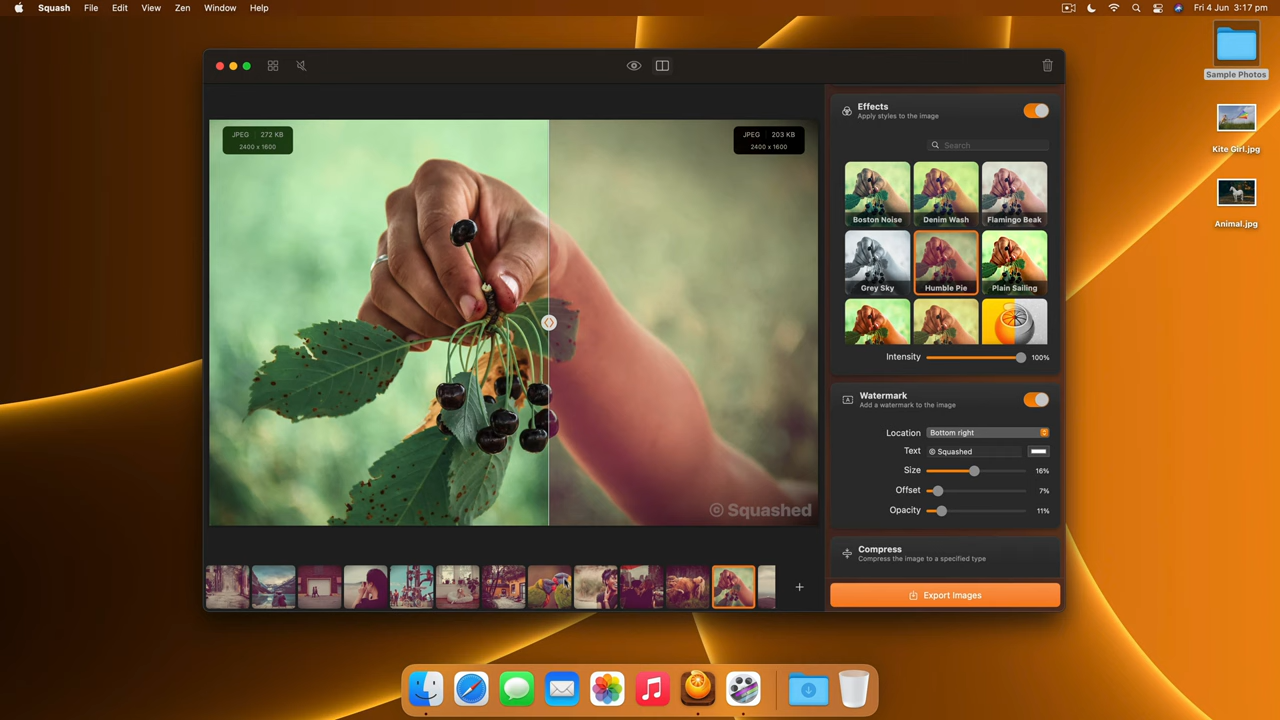 Squash File Edit View Zen Window Help
Fri 4 Jun 3:17 pm
Sample Photos
Kite Girl.jpg
Animal.jpg
JPEG 272 KB
2400 x 1600
JPEG 203 KB
2400 x 1600
© Squashed
Effects
Apply styles to the image
Search
Boston Noise Denim Wash Flamingo Beak
Grey Sky Humble Pie Plain Sailing
Intensity 100%
Watermark
Add a watermark to the image
Location Bottom right
Text © Squashed
Size 16%
Offset 7%
Opacity 11%
Compress
Compress the image to a specified type
Export Images